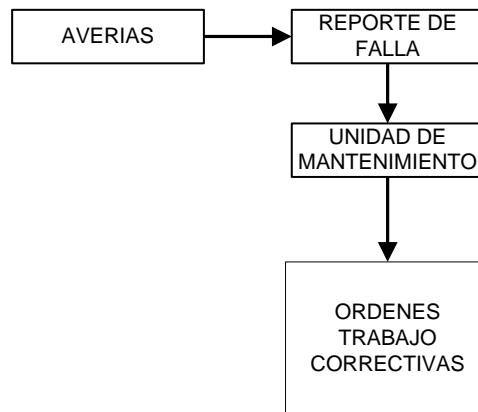 AVERIAS
REPORTE DE
FALLA
UNIDAD DE
MANTENIMIENTO
ORDENES
TRABAJO
CORRECTIVAS